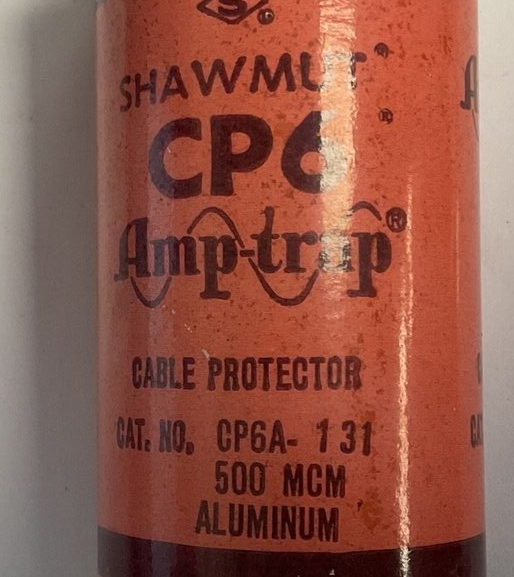 S ®
SHAWMUT ®
CP6 ®
Amp-trap ®
CABLE PROTECTOR
CAT. NO. CP6A- 131
500 MCM
ALUMINUM